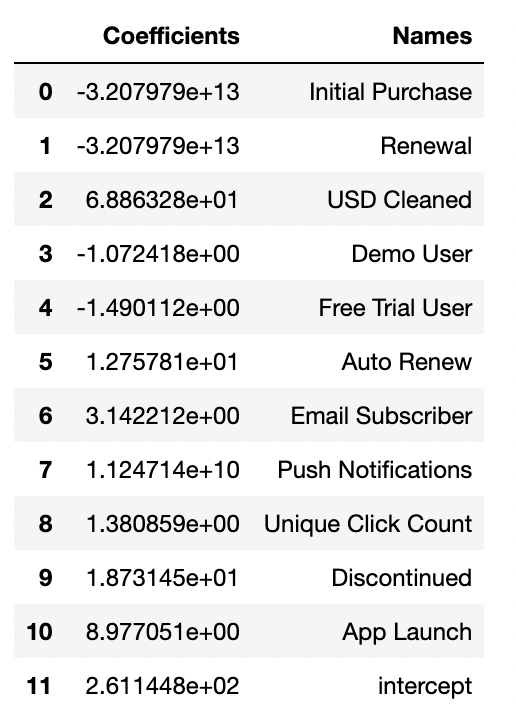 Coefficients Names
0 -3.207979e+13 Initial Purchase
1 -3.207979e+13 Renewal
2 6.886328e+01 USD Cleaned
3 -1.072418e+00 Demo User
4 -1.490112e+00 Free Trial User
5 1.275781e+01 Auto Renew
6 3.142212e+00 Email Subscriber
7 1.124714e+10 Push Notifications
8 1.380859e+00 Unique Click Count
9 1.873145e+01 Discontinued
10 8.977051e+00 App Launch
11 2.611448e+02 intercept